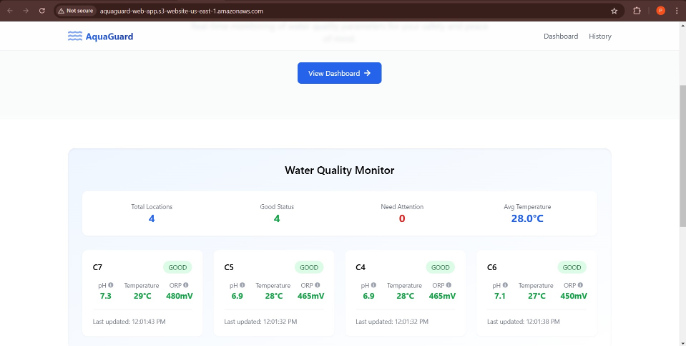 Not secure aquaguard-web-app.s3-website-us-east-1.amazonaws.com
AquaGuard
Dashboard History
View Dashboard →
Water Quality Monitor
Total Locations Good Status Need Attention Avg Temperature
4 4 0 28.0°C
C7 GOOD C5 GOOD C4 GOOD C6 GOOD
pH Temperature ORP pH Temperature ORP pH Temperature ORP pH Temperature ORP
7.3 29°C 480mV 6.9 28°C 465mV 6.9 28°C 465mV 7.1 27°C 450mV
Last updated: 12:01:43 PM Last updated: 12:01:32 PM Last updated: 12:01:32 PM Last updated: 12:01:38 PM